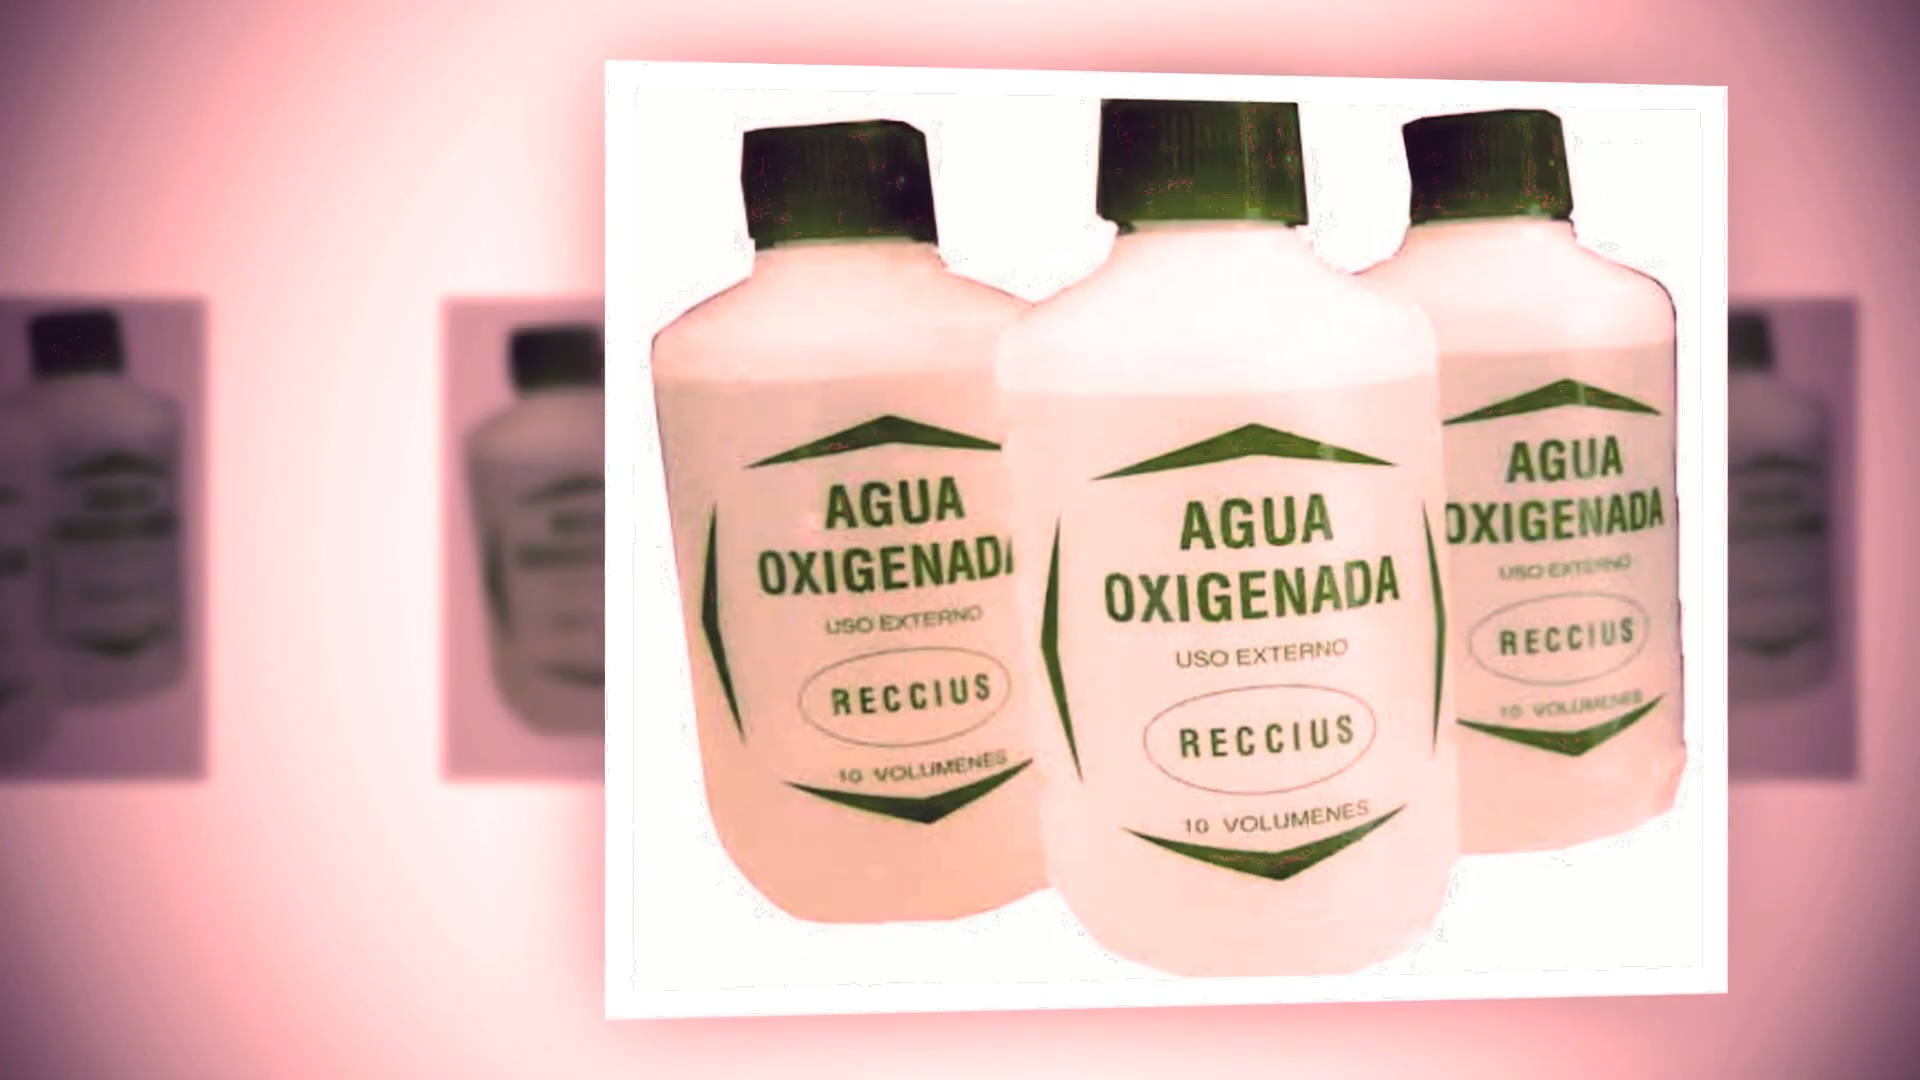 AGUA
OXIGENADA
USO EXTERNO
RECCIUS
10 VOLUMENES
AGUA
OXIGENADA
USO EXTERNO
RECCIUS
10 VOLUMENES
AGUA
OXIGENADA
USO EXTERNO
RECCIUS
10 VOLUMENES